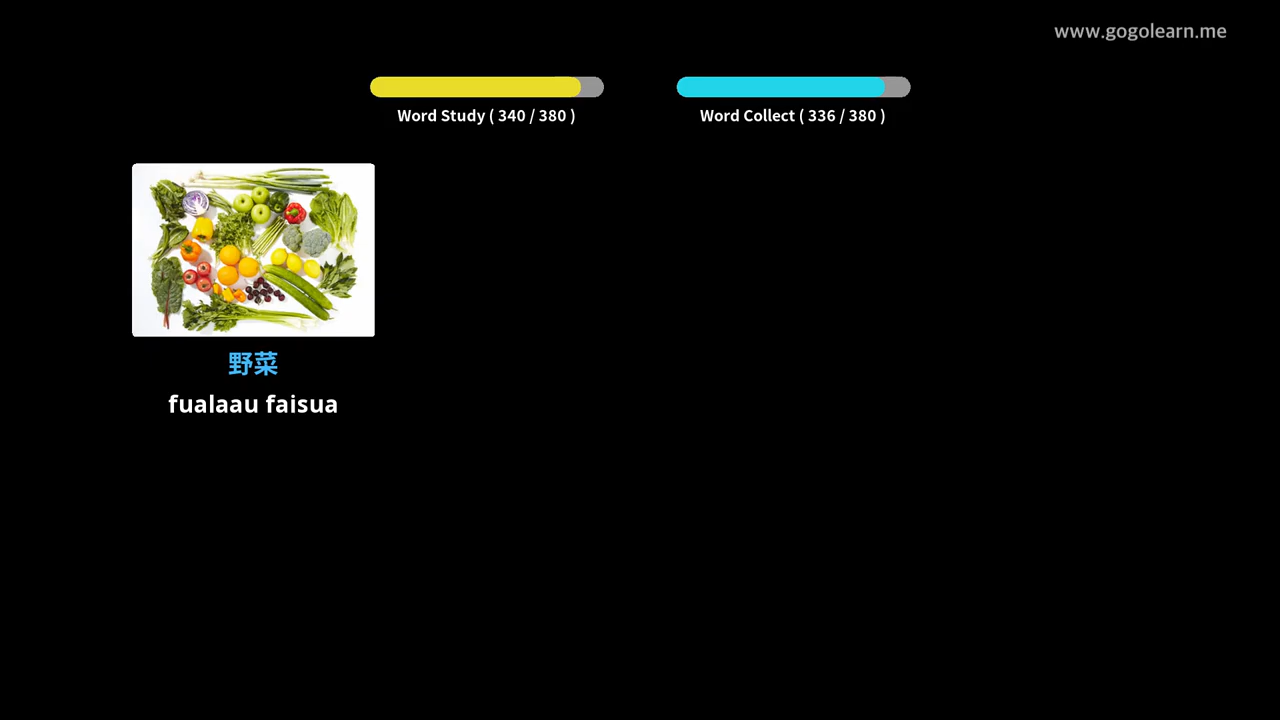 www.gogolearn.me
Word Study ( 340 / 380 )
Word Collect ( 336 / 380 )
野菜
fualaau faisua